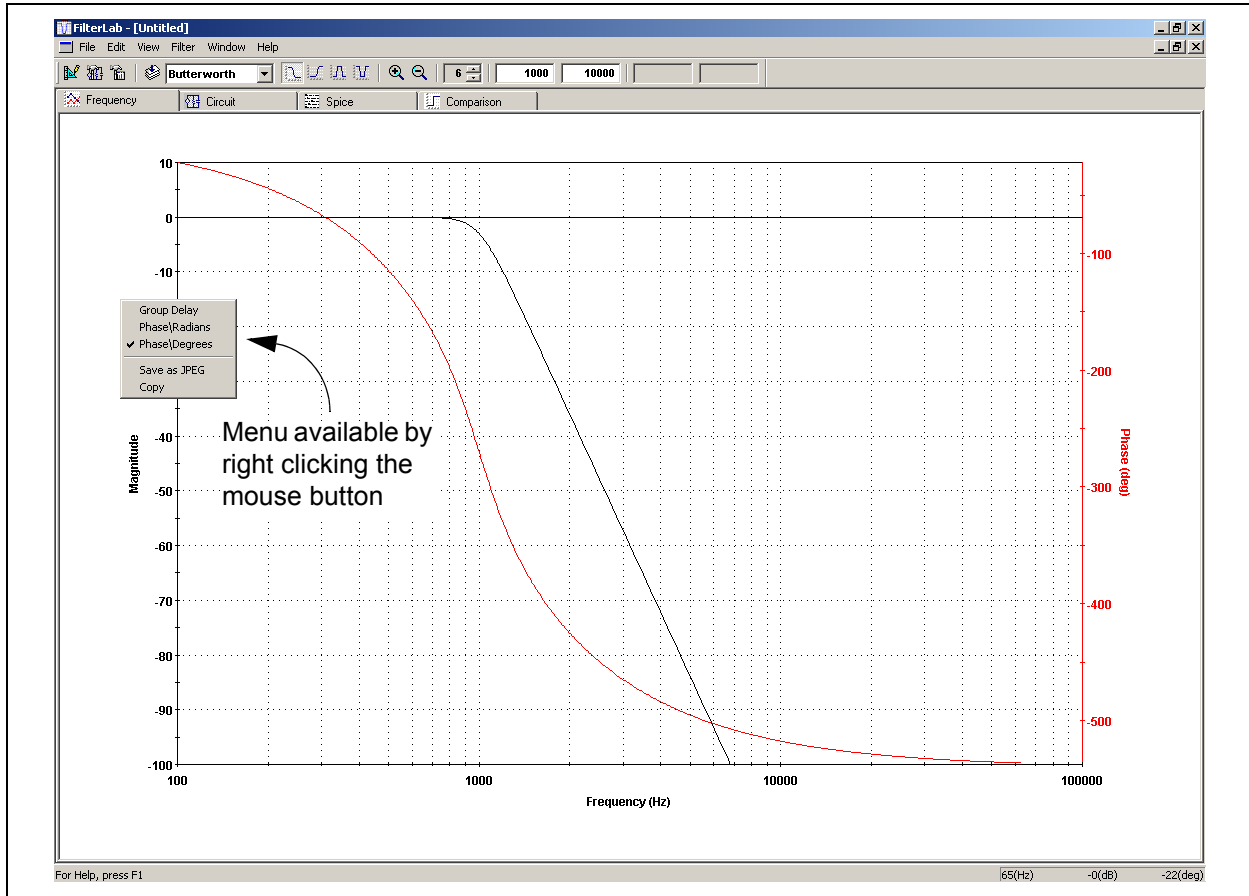 FilterLab - [Untitled]
File Edit View Filter Window Help
Butterworth 6 1000 10000
Frequency Circuit Spice Comparison
10
0
-10
-40
-50
-60
-70
-80
-90
-100
Magnitude
Group Delay
Phase\Radians
Phase\Degrees
Save as JPEG
Copy
Menu available by
right clicking the
mouse button
-100
-200
-300
-400
-500
Phase (deg)
100 1000 10000 100000
Frequency (Hz)
For Help, press F1 65(Hz) -0(dB) -22(deg)